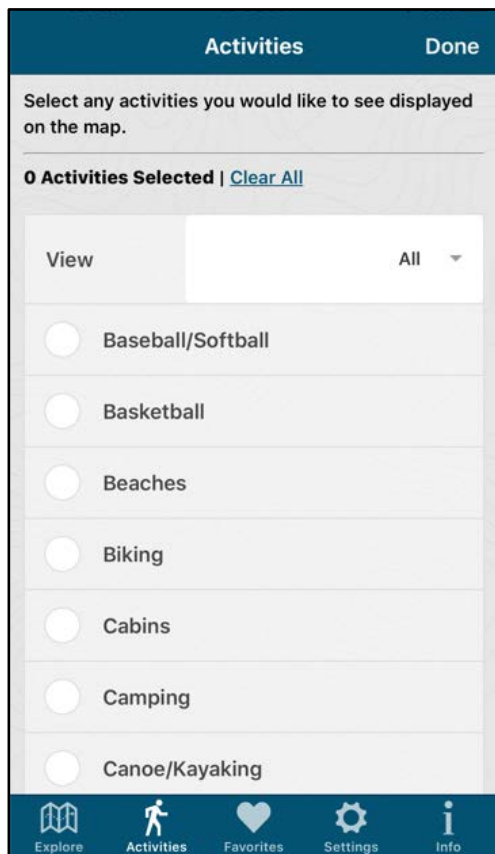 Activities Done
Select any activities you would like to see displayed
on the map.
0 Activities Selected | Clear All
View All
Baseball/Softball
Basketball
Beaches
Biking
Cabins
Camping
Canoe/Kayaking
Explore Activities Favorites Settings Info